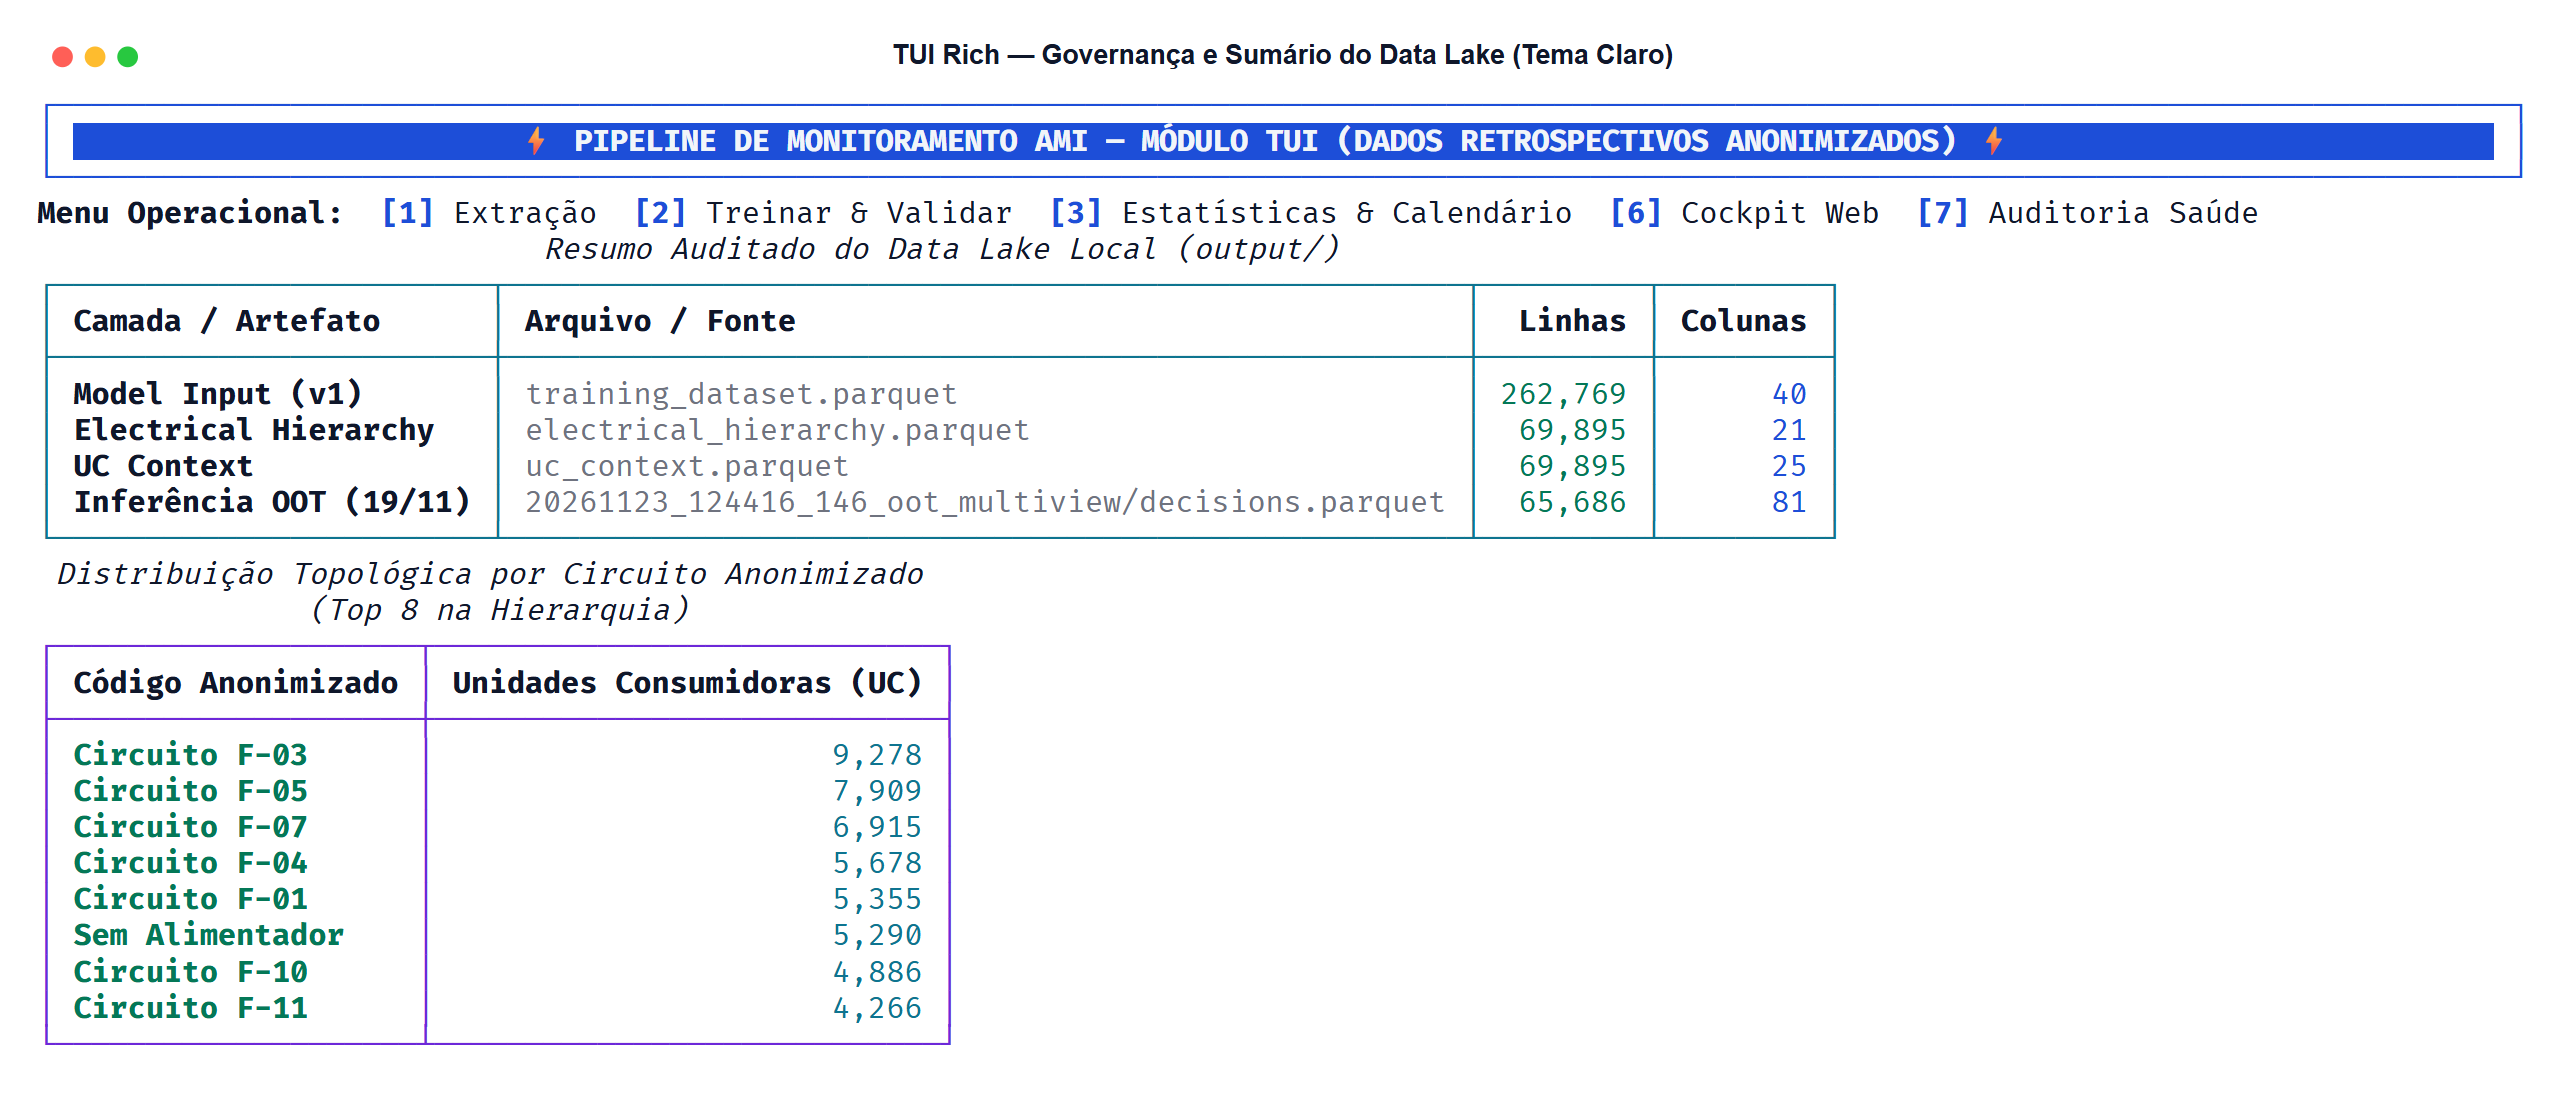 TUI Rich — Governança e Sumário do Data Lake (Tema Claro)
⚡ PIPELINE DE MONITORAMENTO AMI — MÓDULO TUI (DADOS RETROSPECTIVOS ANONIMIZADOS) ⚡
Menu Operacional: [1] Extração [2] Treinar & Validar [3] Estatísticas & Calendário [6] Cockpit Web [7] Auditoria Saúde
Resumo Auditado do Data Lake Local (output/)
Camada / Artefato Arquivo / Fonte Linhas Colunas
Model Input (v1) training_dataset.parquet 262,769 40
Electrical Hierarchy electrical_hierarchy.parquet 69,895 21
UC Context uc_context.parquet 69,895 25
Inferência OOT (19/11) 20261123_124416_146_oot_multiview/decisions.parquet 65,686 81
Distribuição Topológica por Circuito Anonimizado
(Top 8 na Hierarquia)
Código Anonimizado Unidades Consumidoras (UC)
Circuito F-03 9,278
Circuito F-05 7,909
Circuito F-07 6,915
Circuito F-04 5,678
Circuito F-01 5,355
Sem Alimentador 5,290
Circuito F-10 4,886
Circuito F-11 4,266